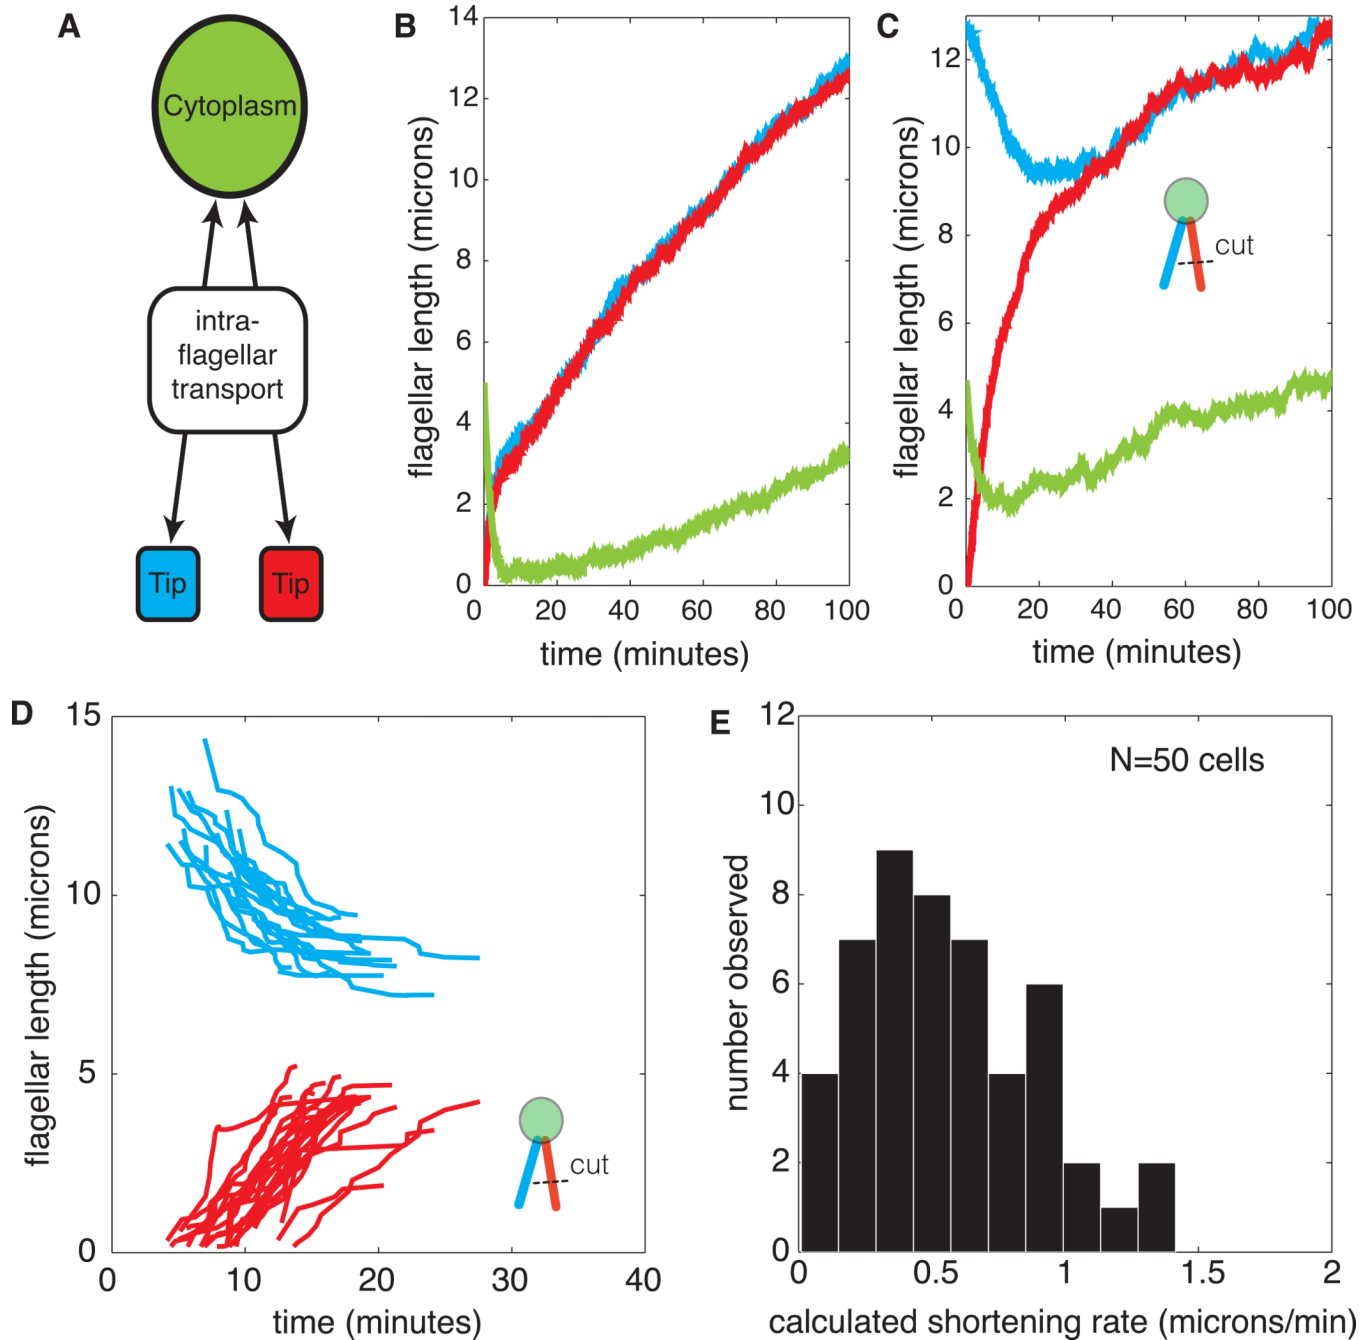 A
Cytoplasm
intra-
flagellar
transport
Tip
Tip
B
14
12
10
8
6
4
2
0
flagellar length (microns)
0
20
40
60
80
100
time (minutes)
C
12
10
8
6
4
2
0
flagellar length (microns)
cut
0
20
40
60
80
100
time (minutes)
D
15
10
5
0
flagellar length (microns)
cut
0
10
20
30
40
time (minutes)
E
12
10
8
6
4
2
0
number observed
N=50 cells
0
0.5
1
1.5
2
calculated shortening rate (microns/min)